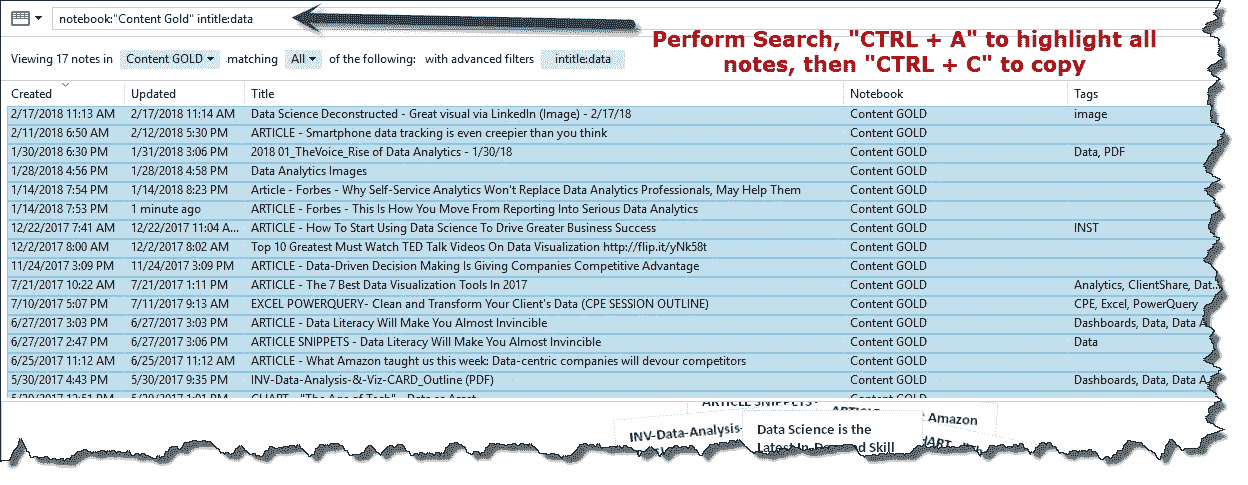 notebook:"Content Gold" intitle:data
Perform Search, "CTRL + A" to highlight all
notes, then "CTRL + C" to copy
Viewing 17 notes in Content GOLD matching All of the following: with advanced filters intitle:data
Created Updated Title Notebook Tags
2/17/2018 11:13 AM 2/17/2018 11:14 AM Data Science Deconstructed - Great visual via LinkedIn (Image) - 2/17/18 Content GOLD image
2/11/2018 6:50 AM 2/12/2018 5:30 PM ARTICLE - Smartphone data tracking is even creepier than you think Content GOLD
1/30/2018 6:30 PM 1/31/2018 3:06 PM 2018 01_TheVoice_Rise of Data Analytics - 1/30/18 Content GOLD Data, PDF
1/28/2018 4:56 PM 1/28/2018 4:58 PM Data Analytics Images Content GOLD
1/14/2018 7:54 PM 1/14/2018 8:23 PM Article - Forbes - Why Self-Service Analytics Won't Replace Data Analytics Professionals, May Help Them Content GOLD
1/14/2018 7:53 PM 1 minute ago ARTICLE - Forbes - This Is How You Move From Reporting Into Serious Data Analytics Content GOLD
12/22/2017 7:41 AM 12/22/2017 11:04 A... ARTICLE - How To Start Using Data Science To Drive Greater Business Success Content GOLD INST
12/2/2017 8:00 AM 12/2/2017 8:02 AM Top 10 Greatest Must Watch TED Talk Videos On Data Visualization http://flip.it/yNk58t Content GOLD
11/24/2017 3:09 PM 11/24/2017 3:09 PM ARTICLE - Data-Driven Decision Making Is Giving Companies Competitive Advantage Content GOLD
7/21/2017 10:22 AM 7/21/2017 1:11 PM ARTICLE - The 7 Best Data Visualization Tools In 2017 Content GOLD Analytics, ClientShare, Dat...
7/10/2017 5:07 PM 7/11/2017 9:13 AM EXCEL POWERQUERY- Clean and Transform Your Client's Data (CPE SESSION OUTLINE) Content GOLD CPE, Excel, PowerQuery
6/27/2017 3:03 PM 6/27/2017 3:03 PM ARTICLE - Data Literacy Will Make You Almost Invincible Content GOLD Dashboards, Data, Data A
6/27/2017 2:47 PM 6/27/2017 3:06 PM ARTICLE SNIPPETS - Data Literacy Will Make You Almost Invincible Content GOLD Data
6/25/2017 11:12 AM 6/25/2017 11:12 AM ARTICLE - What Amazon taught us this week: Data-centric companies will devour competitors Content GOLD
5/30/2017 4:43 PM 5/30/2017 9:35 PM INV-Data-Analysis-&-Viz-CARD_Outline (PDF) Content GOLD Dashboards, Data, Data A
ARTICLE SNIPPETS
Amazon
INV-Data-Analysis-
Data Science is the